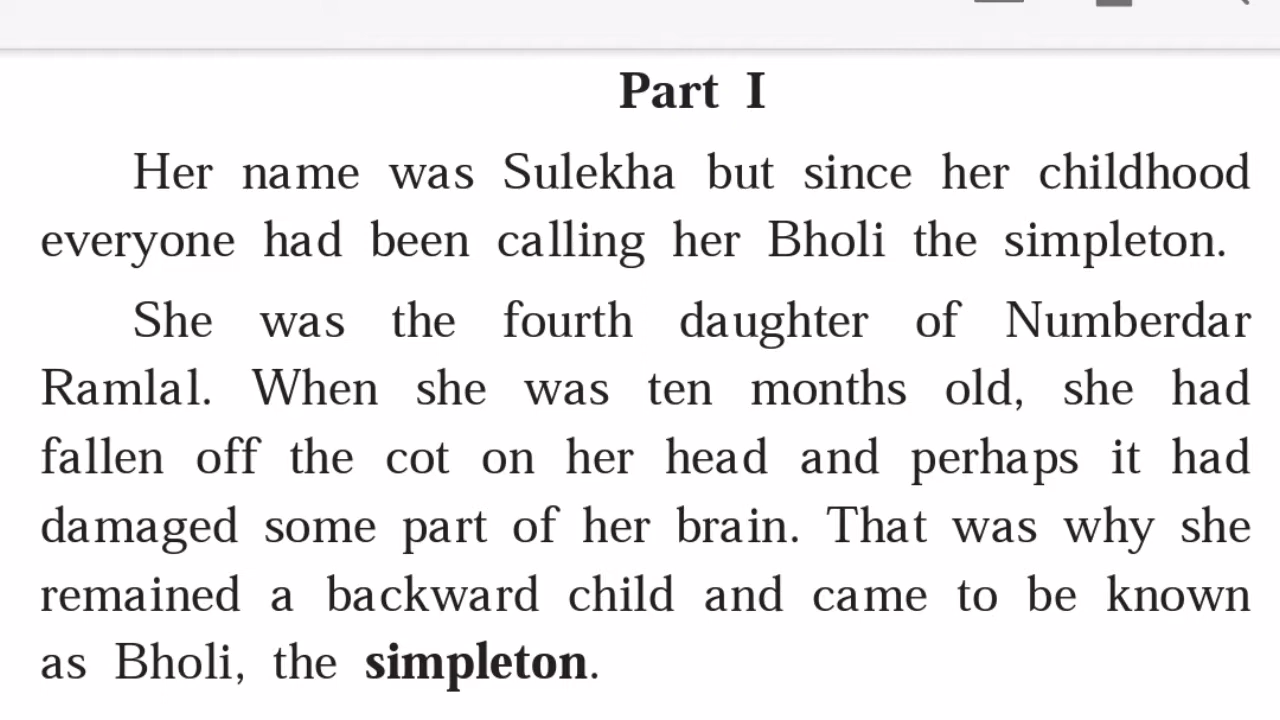 Part I
Her name was Sulekha but since her childhood
everyone had been calling her Bholi the simpleton.
She was the fourth daughter of Numberdar
Ramlal. When she was ten months old, she had
fallen off the cot on her head and perhaps it had
damaged some part of her brain. That was why she
remained a backward child and came to be known
as Bholi, the simpleton.